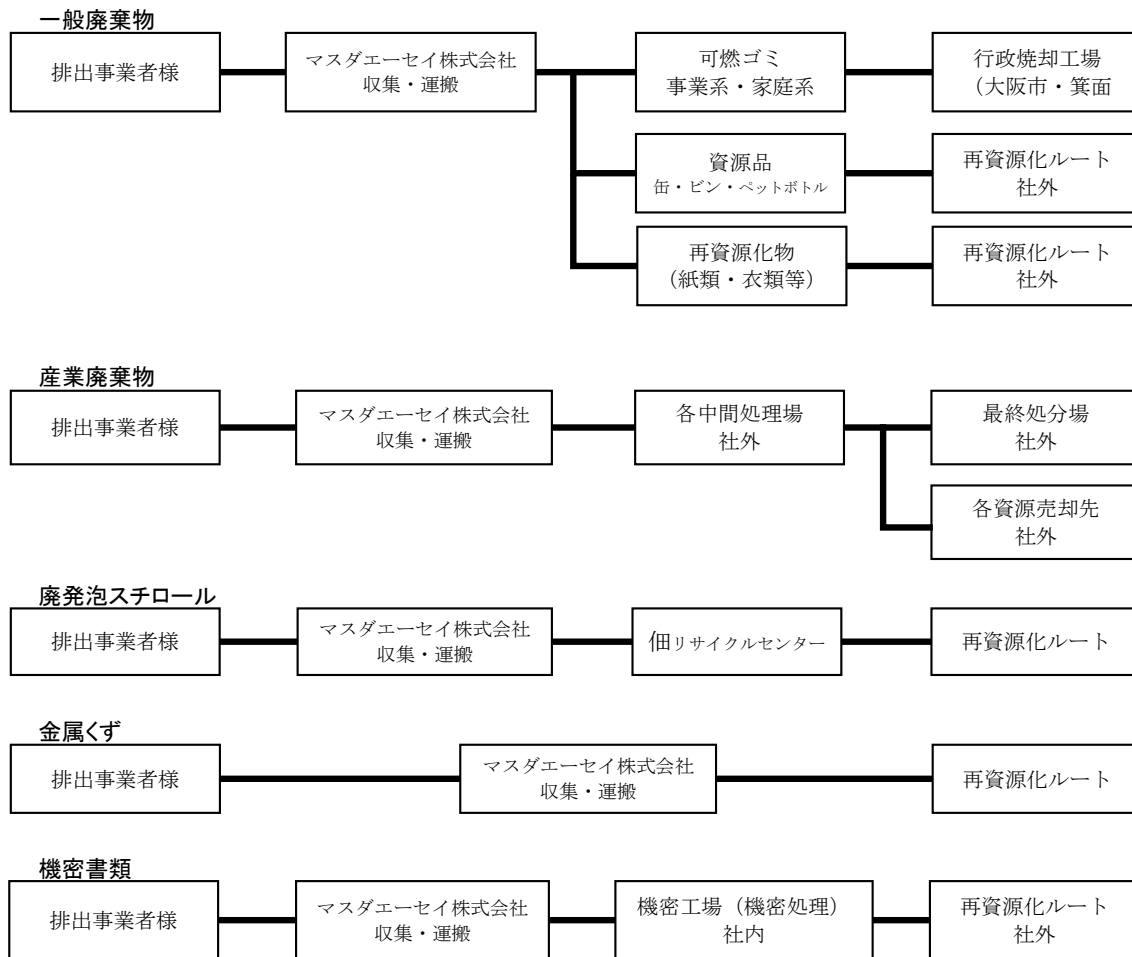 一般廃棄物
排出事業者様
マスダエーセイ株式会社
収集・運搬
可燃ゴミ
事業系・家庭系
行政焼却工場
（大阪市・箕面
資源品
缶・ビン・ペットボトル
再資源化ルート
社外
再資源化物
（紙類・衣類等）
再資源化ルート
社外
産業廃棄物
排出事業者様
マスダエーセイ株式会社
収集・運搬
各中間処理場
社外
最終処分場
社外
各資源売却先
社外
廃発泡スチロール
排出事業者様
マスダエーセイ株式会社
収集・運搬
佃リサイクルセンター
再資源化ルート
金属くず
排出事業者様
マスダエーセイ株式会社
収集・運搬
再資源化ルート
機密書類
排出事業者様
マスダエーセイ株式会社
収集・運搬
機密工場（機密処理）
社内
再資源化ルート
社外